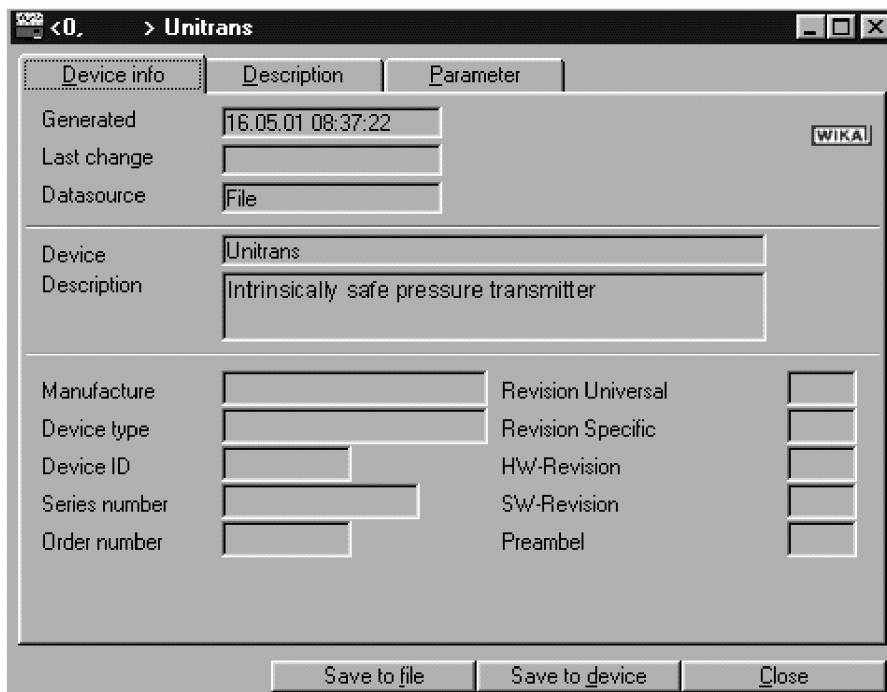 <0,      > Unitrans
Device info Description Parameter
Generated 16.05.01 08:37:22
WIKA
Last change
Datasource File
Device Unitrans
Description Intrinsically safe pressure transmitter
Manufacture Revision Universal
Device type Revision Specific
Device ID HW-Revision
Series number SW-Revision
Order number Preambel
Save to file Save to device Close